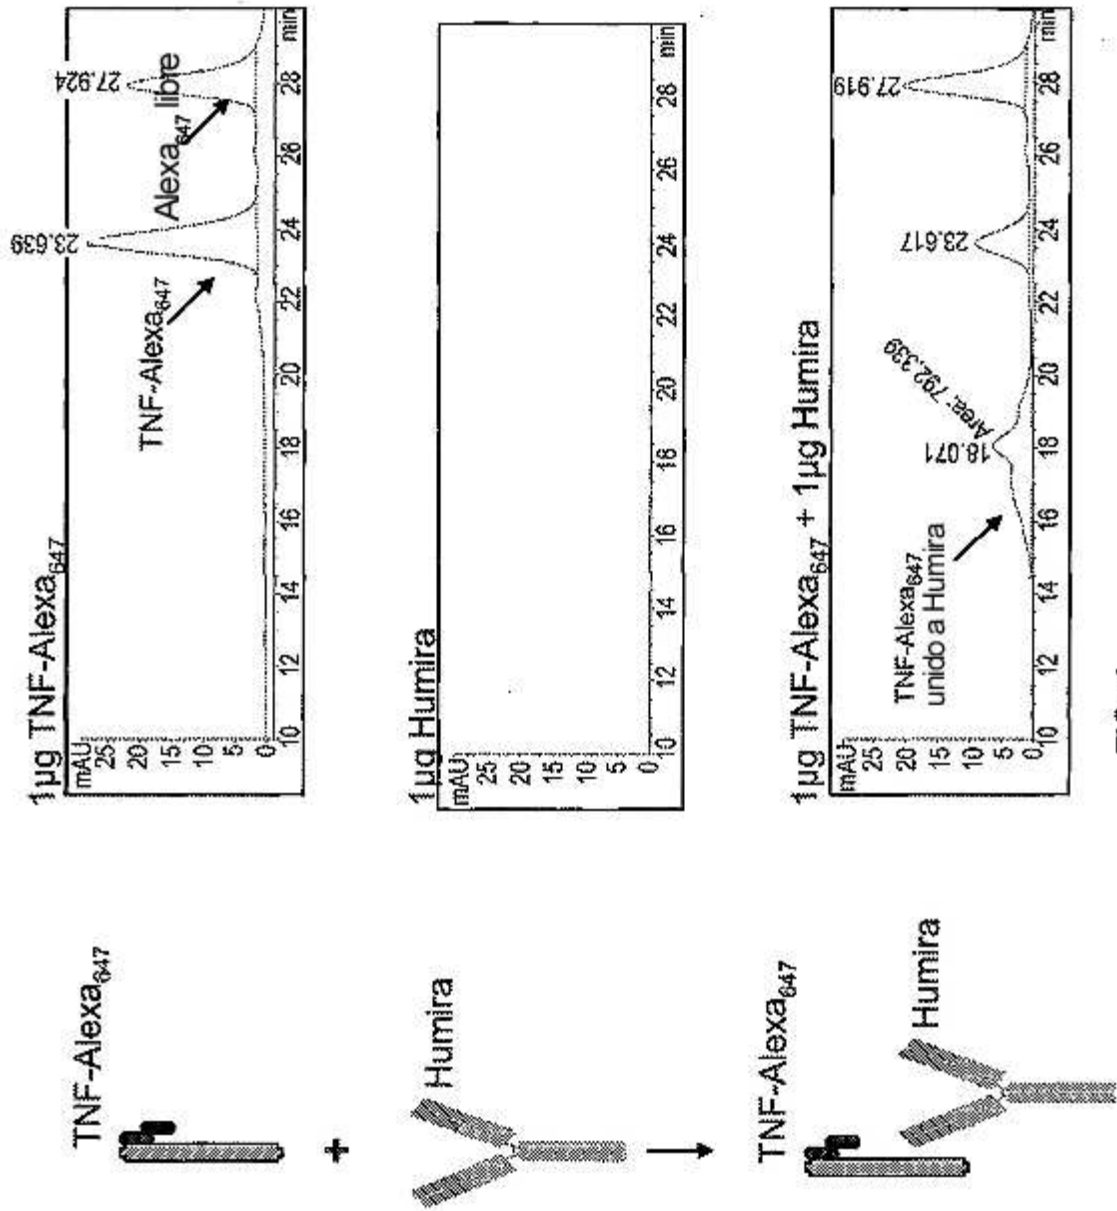 TNF-Alexa647
+
Humira
TNF-Alexa647
Humira
1µg TNF-Alexa647
mAU
25
20
15
10
5
0
23.639
27.924
TNF-Alexa647
Alexa647 libre
10 12 14 16 18 20 22 24 26 28 min
1µg Humira
mAU
25
20
15
10
5
0
10 12 14 16 18 20 22 24 26 28 min
1µg TNF-Alexa647 + 1µg Humira
mAU
25
20
15
10
5
0
TNF-Alexa647
unido a Humira
18.071
Area: 792.339
23.617
27.919
10 12 14 16 18 20 22 24 26 28 min